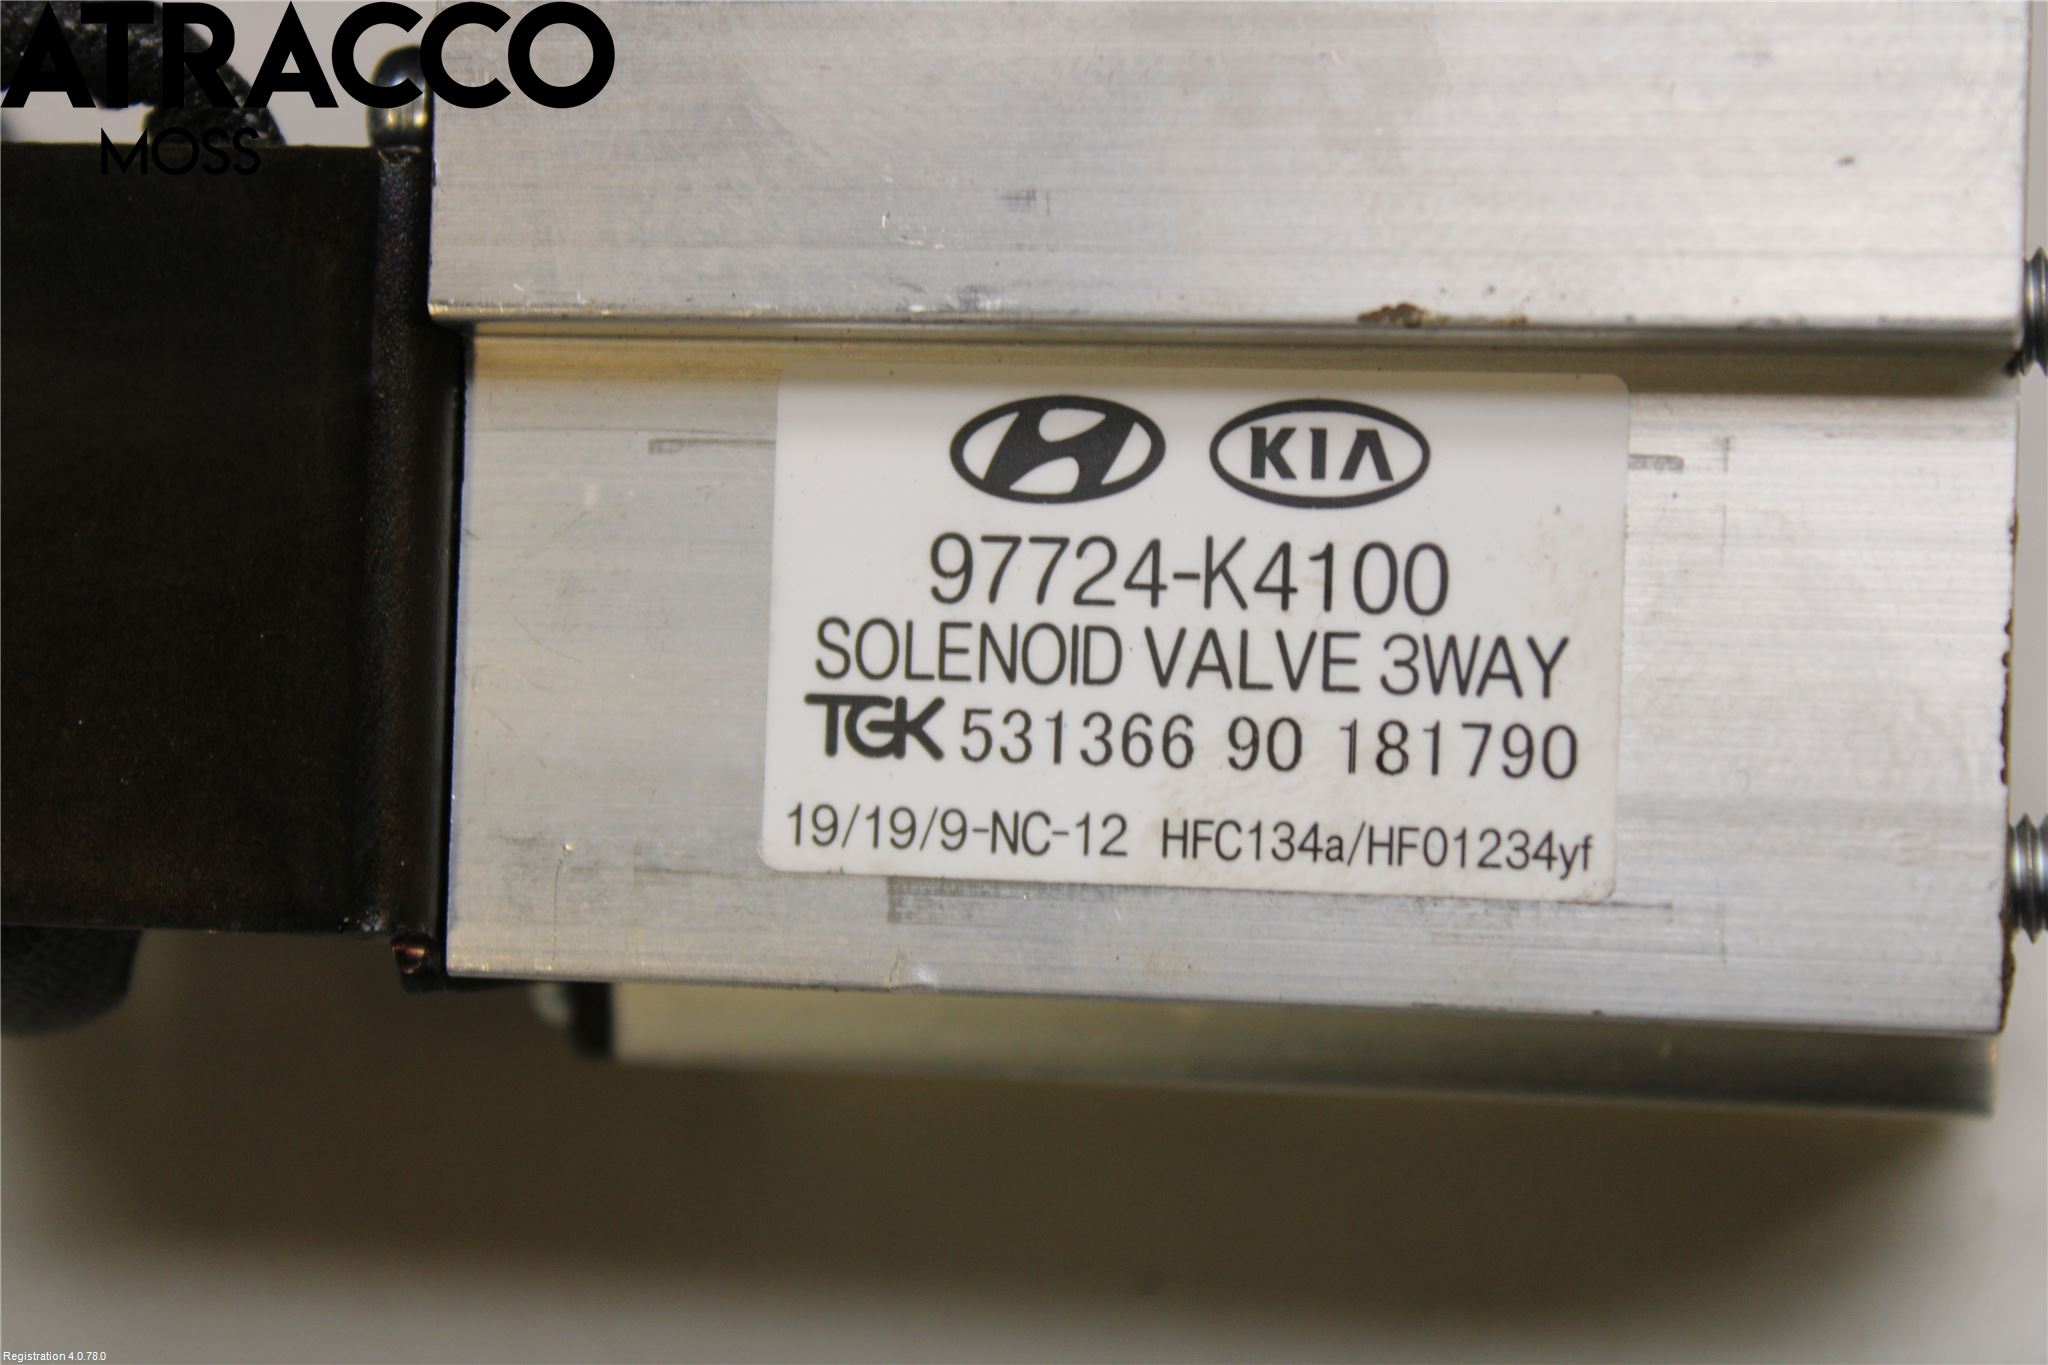 ATRACCO
MOSS
KIA
97724-K4100
SOLENOID VALVE 3WAY
TGK 531366 90 181790
19/19/9-NC-12 HFC134a/HFO1234yf
Registration 4.0.78.0